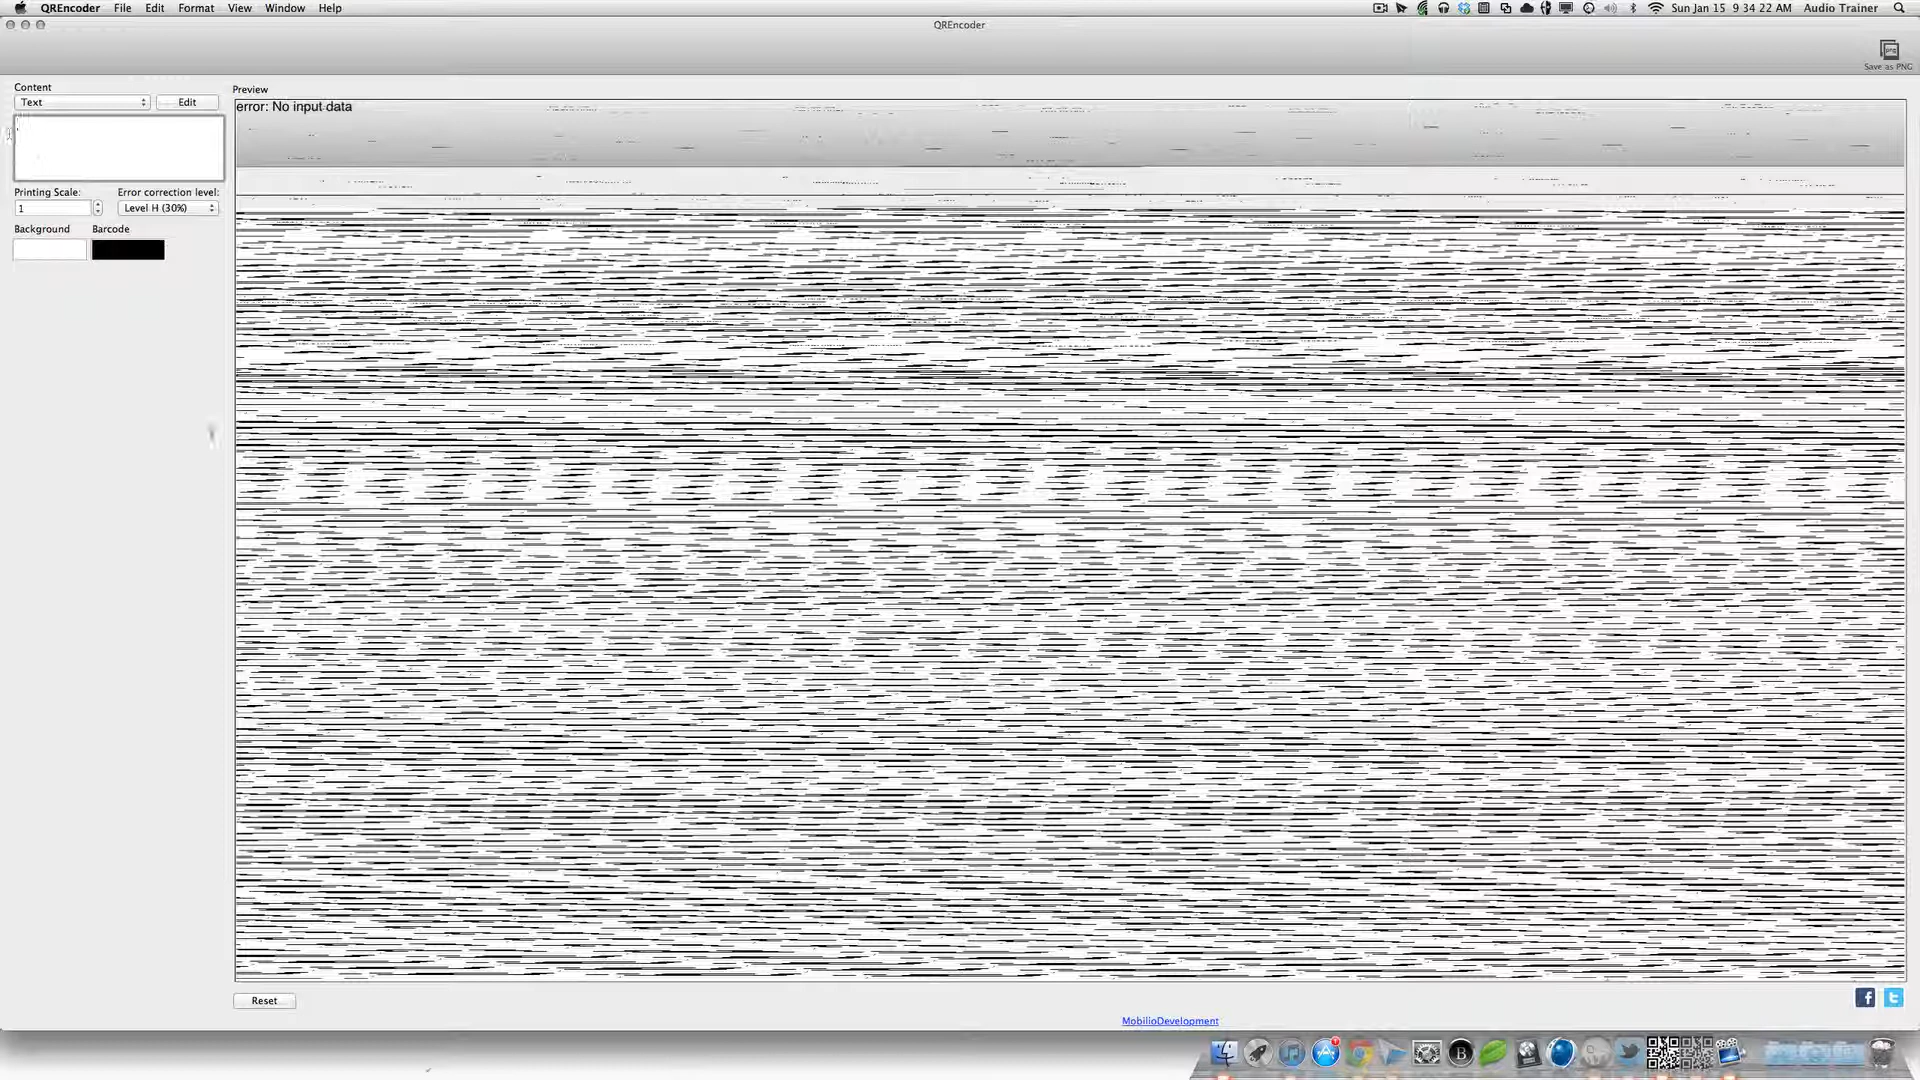 QREncoder File Edit Format View Window Help
Sun Jan 15 9 34 22 AM Audio Trainer
QREncoder
Save as PNG
Content
Text
Edit
Printing Scale:
Error correction level:
1
Level H (30%)
Background
Barcode
Preview
error: No input data
Reset
MobilioDevelopment